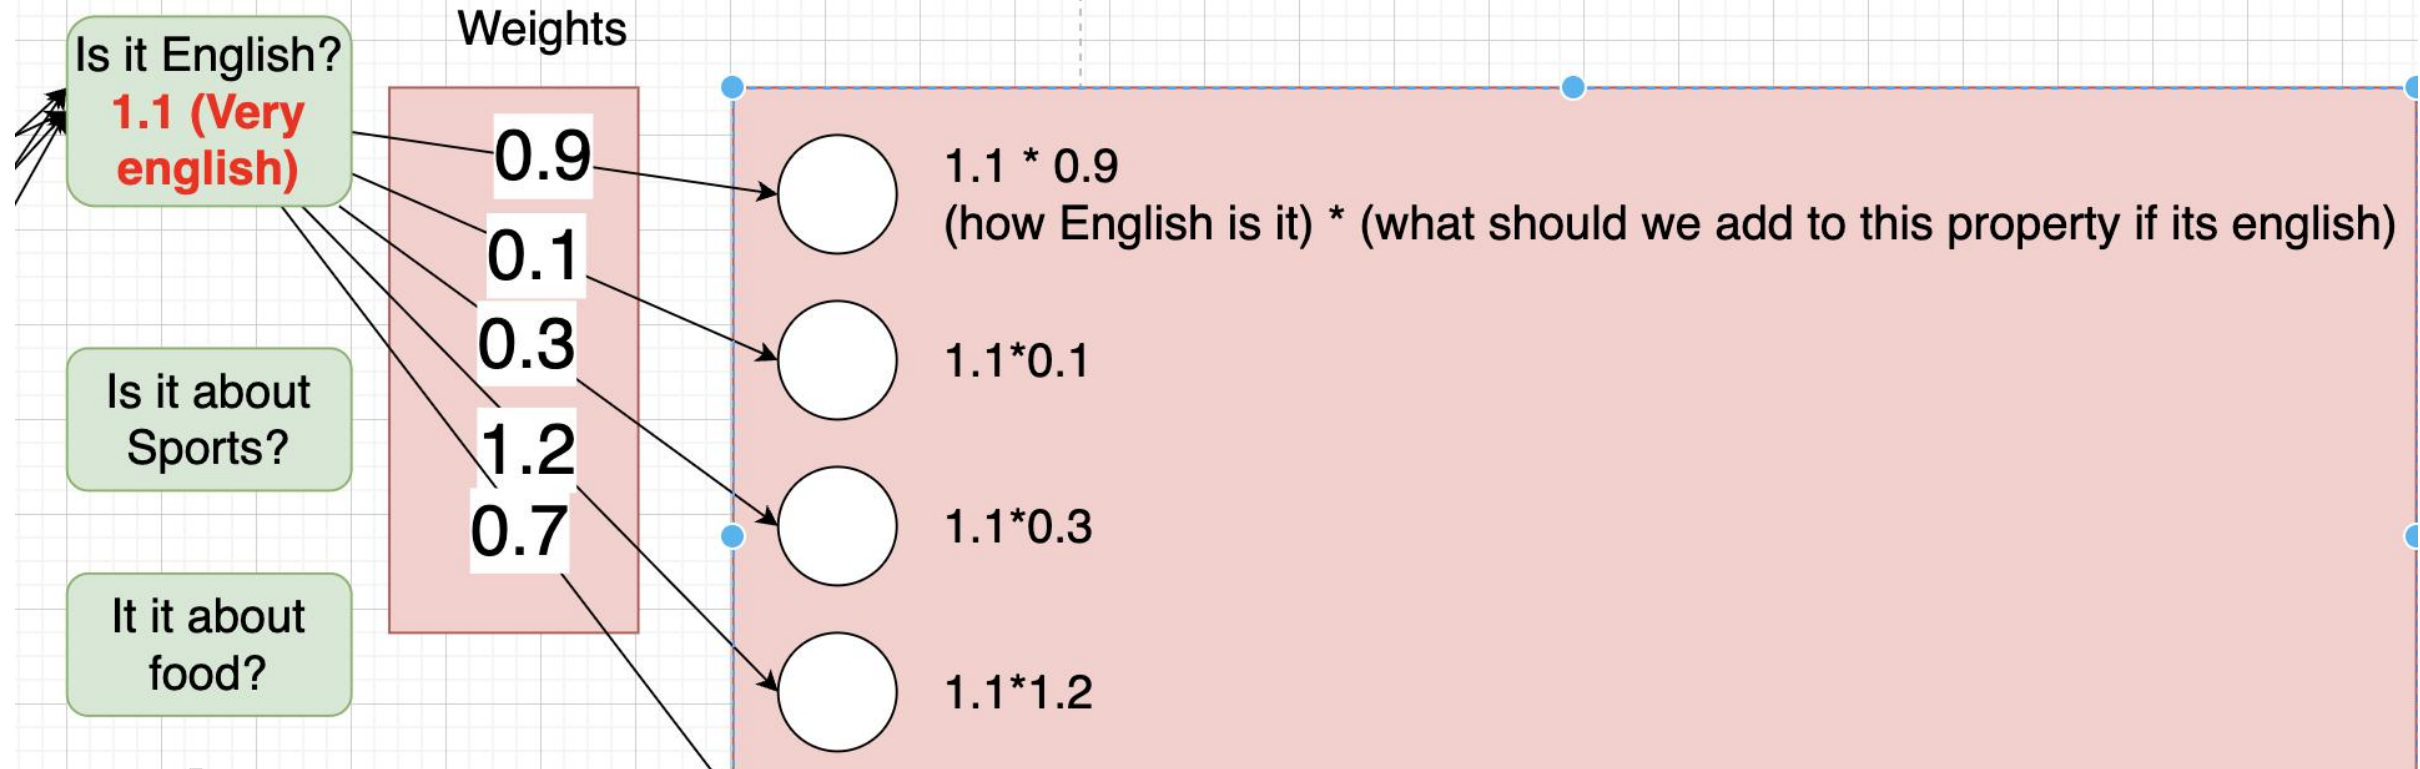 Weights
Is it English?
1.1 (Very
english)
Is it about
Sports?
It it about
food?
0.9
0.1
0.3
1.2
0.7
1.1 * 0.9
(how English is it) * (what should we add to this property if its english)
1.1*0.1
1.1*0.3
1.1*1.2